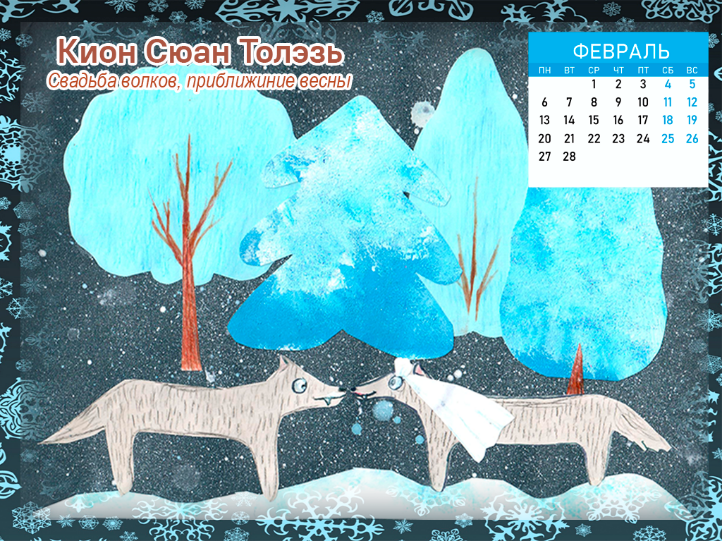 Кион Сюан Толэзь
Свадьба волков, приближиние весны
ФЕВРАЛЬ
ПН ВТ СР ЧТ ПТ СБ ВС
1 2 3 4 5
6 7 8 9 10 11 12
13 14 15 16 17 18 19
20 21 22 23 24 25 26
27 28